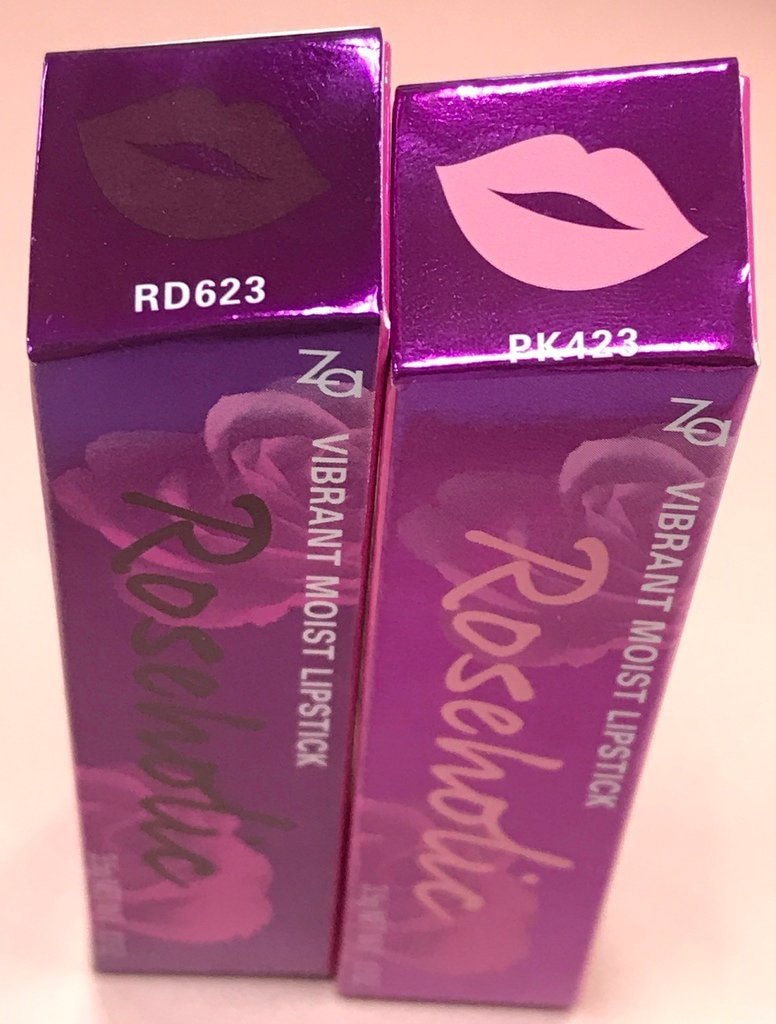 RD623
Za
VIBRANT MOIST LIPSTICK
Roseholic
PK423
Za
VIBRANT MOIST LIPSTICK
Roseholic